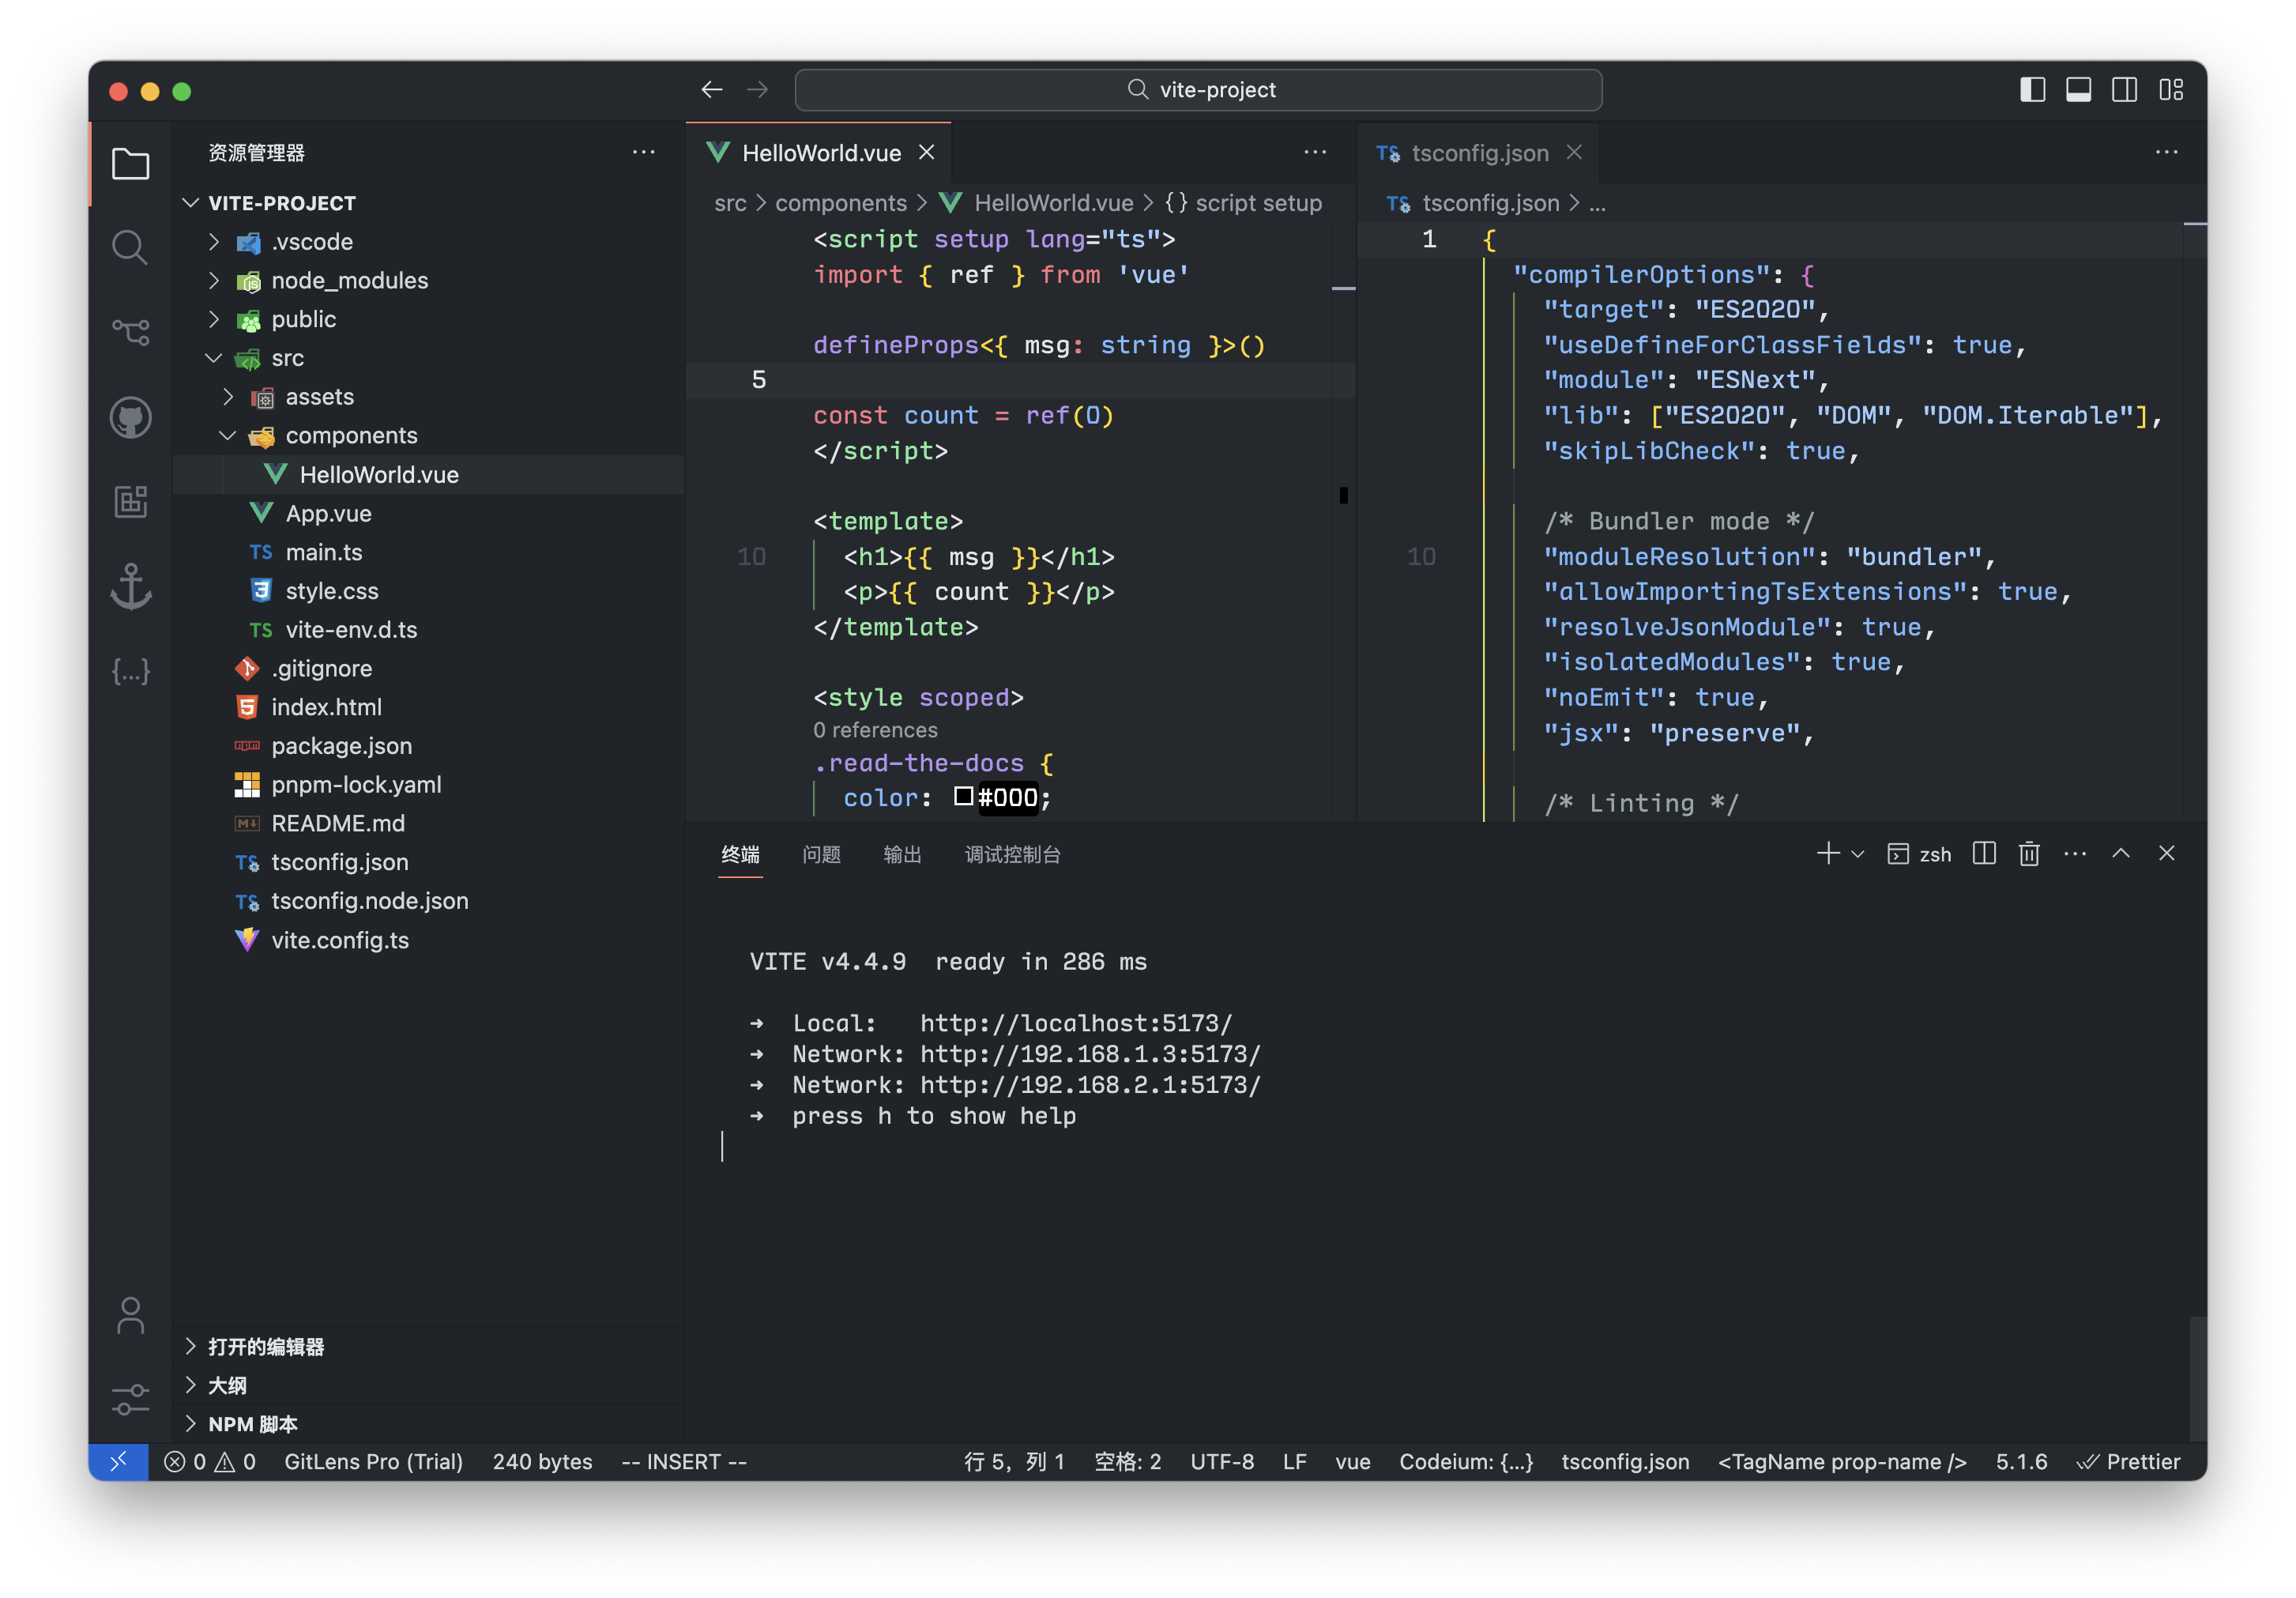 vite-project
资源管理器
VITE-PROJECT
.vscode
node_modules
public
src
assets
components
HelloWorld.vue
App.vue
TS main.ts
style.css
TS vite-env.d.ts
.gitignore
index.html
npm package.json
pnpm-lock.yaml
README.md
TS tsconfig.json
TS tsconfig.node.json
vite.config.ts
打开的编辑器
大纲
NPM 脚本
HelloWorld.vue
src > components > HelloWorld.vue > {} script setup
<script setup lang="ts">
import { ref } from 'vue'
defineProps<{ msg: string }>()
5
const count = ref(0)
</script>
<template>
10 <h1>{{ msg }}</h1>
<p>{{ count }}</p>
</template>
<style scoped>
0 references
.read-the-docs {
color: #000;
TS tsconfig.json
TS tsconfig.json > ...
1 {
"compilerOptions": {
"target": "ES2020",
"useDefineForClassFields": true,
"module": "ESNext",
"lib": ["ES2020", "DOM", "DOM.Iterable"],
"skipLibCheck": true,
/* Bundler mode */
10 "moduleResolution": "bundler",
"allowImportingTsExtensions": true,
"resolveJsonModule": true,
"isolatedModules": true,
"noEmit": true,
"jsx": "preserve",
/* Linting */
终端 问题 输出 调试控制台
zsh
VITE v4.4.9 ready in 286 ms
➜ Local: http://localhost:5173/
➜ Network: http://192.168.1.3:5173/
➜ Network: http://192.168.2.1:5173/
➜ press h to show help
0 0 GitLens Pro (Trial) 240 bytes -- INSERT -- 行 5，列 1 空格: 2 UTF-8 LF vue Codeium: {...} tsconfig.json <TagName prop-name /> 5.1.6 Prettier